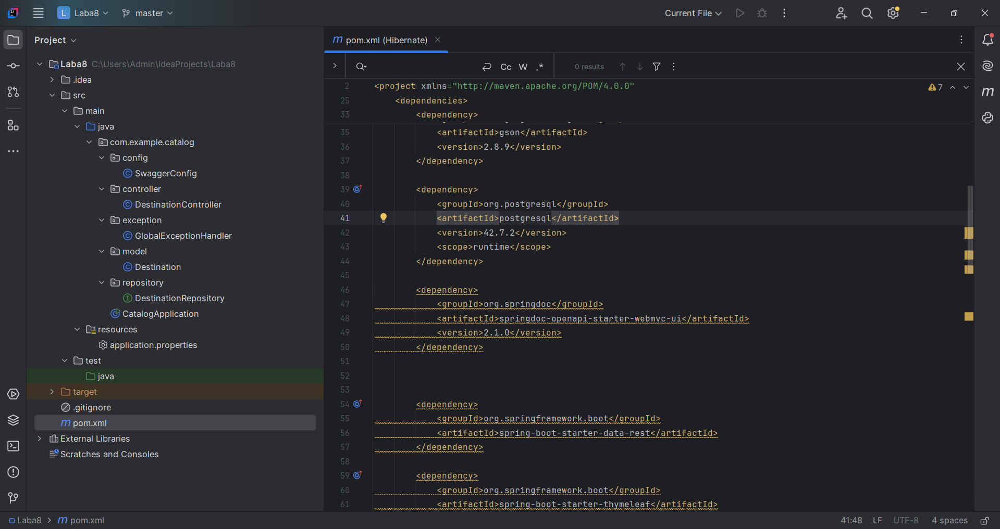 L Laba8 master Current File
Project
Laba8 C:\Users\Admin\IdeaProjects\Laba8
.idea
src
main
java
com.example.catalog
config
SwaggerConfig
controller
DestinationController
exception
GlobalExceptionHandler
model
Destination
repository
DestinationRepository
CatalogApplication
resources
application.properties
test
java
target
.gitignore
pom.xml
External Libraries
Scratches and Consoles
pom.xml (Hibernate)
Cc W .* 0 results
2 <project xmlns="http://maven.apache.org/POM/4.0.0" 7
25 <dependencies>
33 <dependency>
35 <artifactId>gson</artifactId>
36 <version>2.8.9</version>
37 </dependency>
38
39 <dependency>
40 <groupId>org.postgresql</groupId>
41 <artifactId>postgresql</artifactId>
42 <version>42.7.2</version>
43 <scope>runtime</scope>
44 </dependency>
45
46 <dependency>
47 <groupId>org.springdoc</groupId>
48 <artifactId>springdoc-openapi-starter-webmvc-ui</artifactId>
49 <version>2.1.0</version>
50 </dependency>
51
52
53
54 <dependency>
55 <groupId>org.springframework.boot</groupId>
56 <artifactId>spring-boot-starter-data-rest</artifactId>
57 </dependency>
58
59 <dependency>
60 <groupId>org.springframework.boot</groupId>
61 <artifactId>spring-boot-starter-thymeleaf</artifactId>
Laba8 > m pom.xml 41:48 LF UTF-8 4 spaces